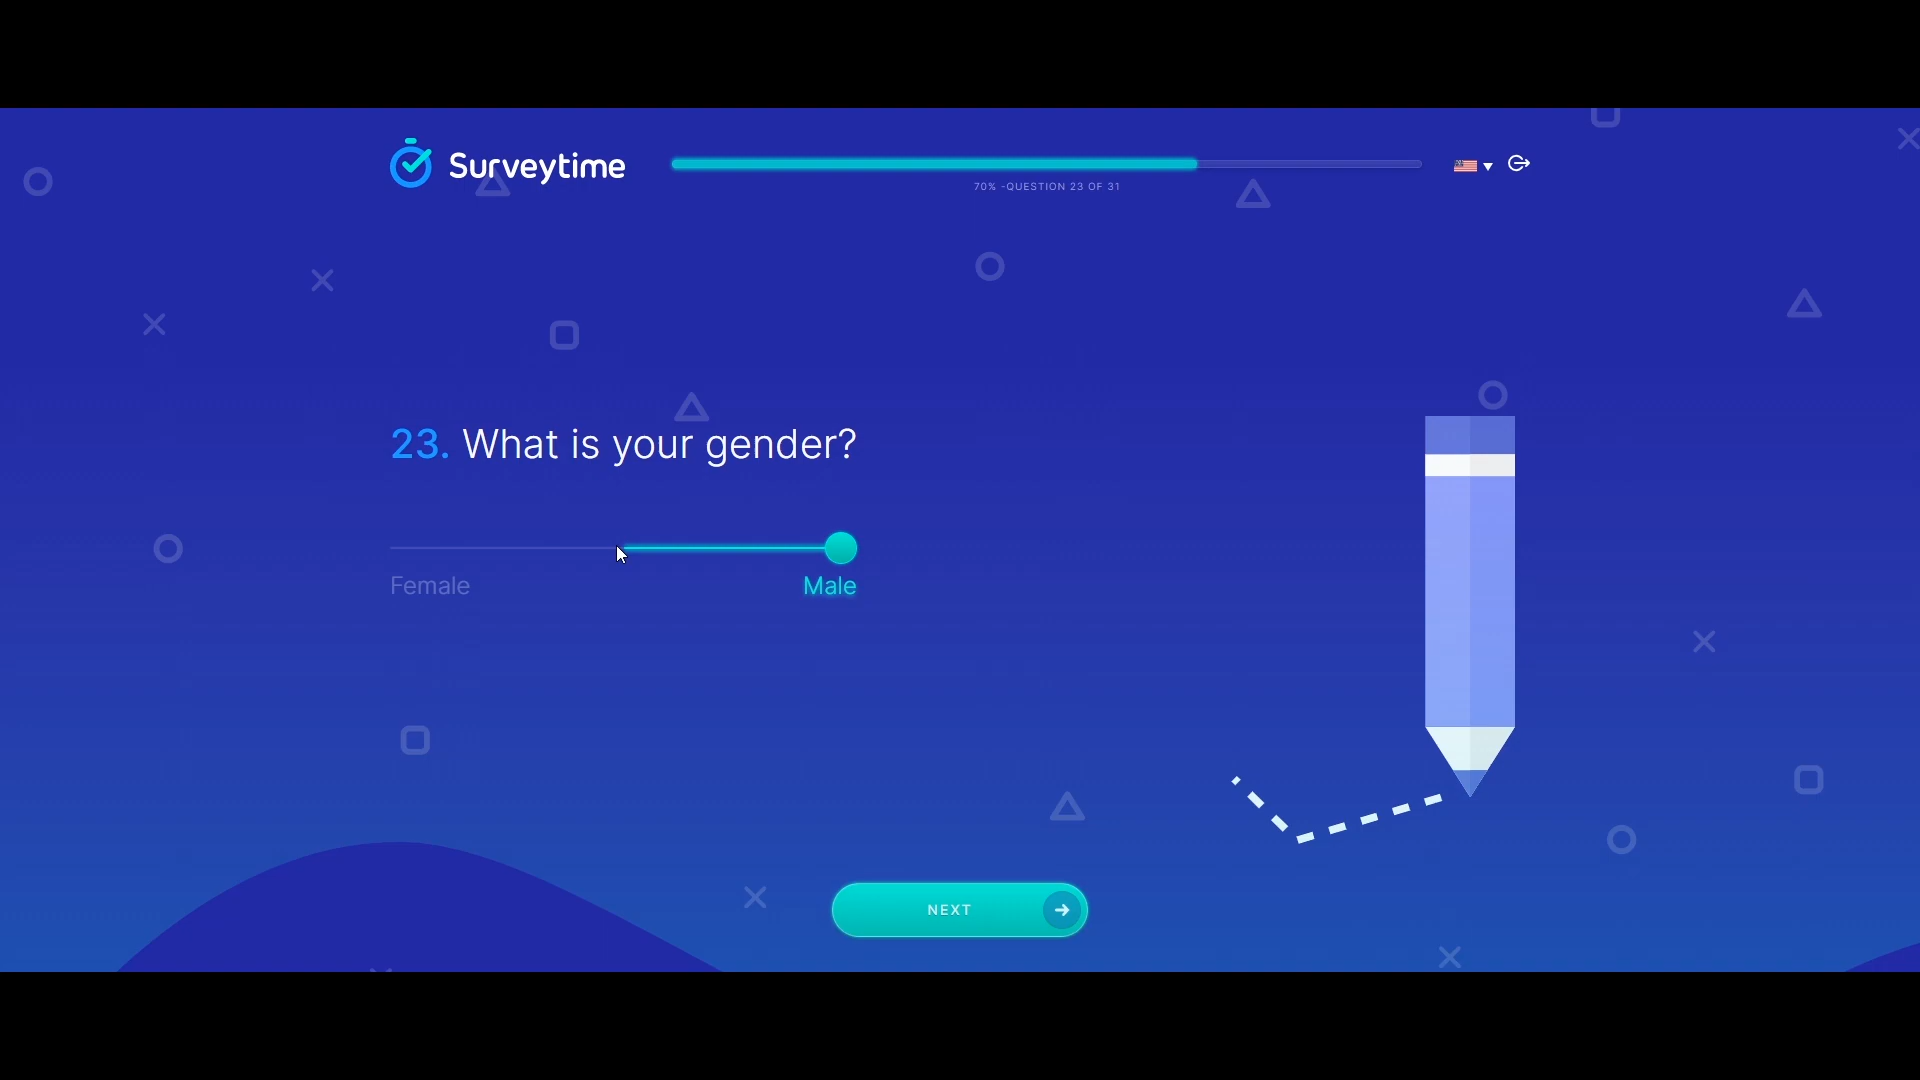 Surveytime
70% -QUESTION 23 OF 31
23. What is your gender?
Female
Male
NEXT